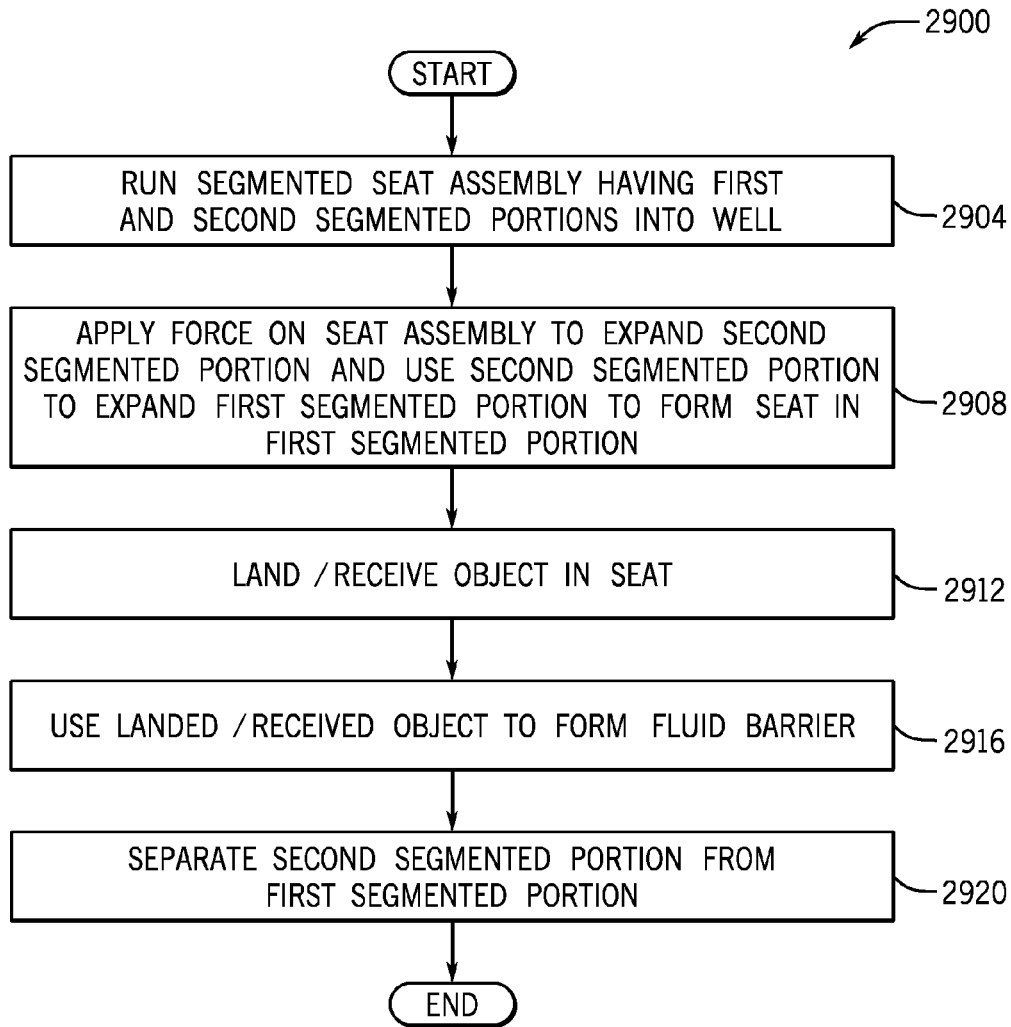 2900
START
RUN SEGMENTED SEAT ASSEMBLY HAVING FIRST
AND SECOND SEGMENTED PORTIONS INTO WELL
2904
APPLY FORCE ON SEAT ASSEMBLY TO EXPAND SECOND
SEGMENTED PORTION AND USE SECOND SEGMENTED PORTION
TO EXPAND FIRST SEGMENTED PORTION TO FORM SEAT IN
FIRST SEGMENTED PORTION
2908
LAND /RECEIVE OBJECT IN SEAT
2912
USE LANDED /RECEIVED OBJECT TO FORM FLUID BARRIER
2916
SEPARATE SECOND SEGMENTED PORTION FROM
FIRST SEGMENTED PORTION
2920
END